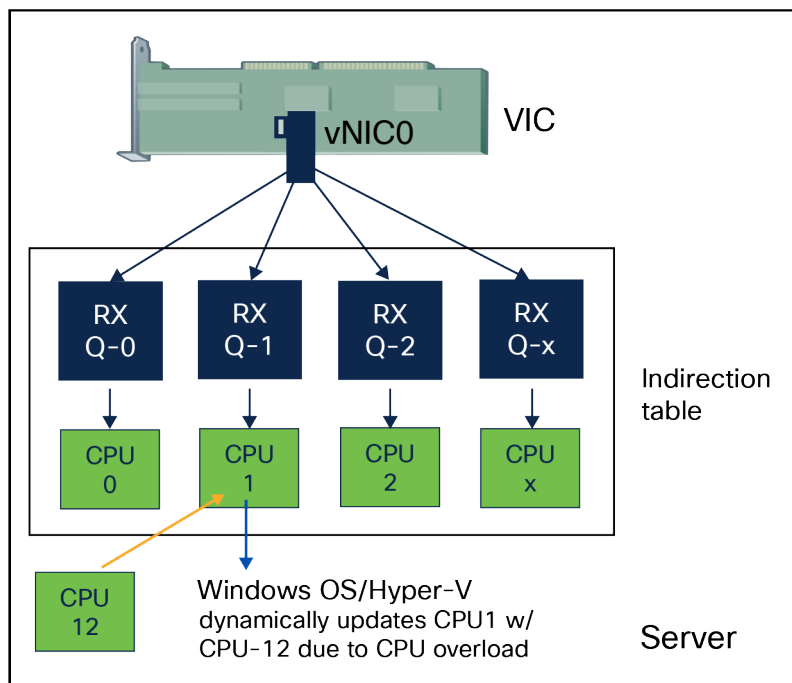 VIC
vNIC0
RX
Q-0
RX
Q-1
RX
Q-2
RX
Q-x
Indirection
table
CPU
0
CPU
1
CPU
2
CPU
x
CPU
12
Windows OS/Hyper-V
dynamically updates CPU1 w/
CPU-12 due to CPU overload
Server